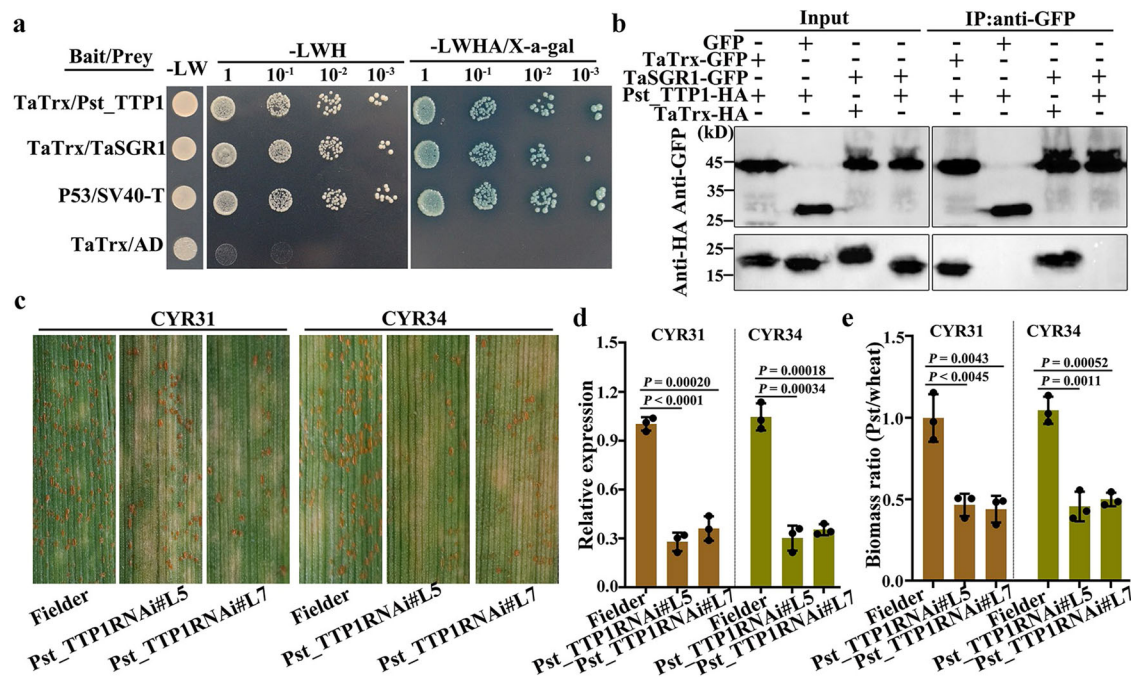 a
Bait/Prey
-LW
-LWH
-LWHA/X-a-gal
1 10-1 10-2 10-3
1 10-1 10-2 10-3
TaTrx/Pst_TTP1
TaTrx/TaSGR1
P53/SV40-T
TaTrx/AD
b
Input
IP:anti-GFP
GFP - + - - - + - -
TaTrx-GFP + - - - + - - -
TaSGR1-GFP - - + + - - + +
Pst_TTP1-HA + + - + + + - +
TaTrx-HA - - + - - - + -
(kD)
45
35
25
25
15
Anti-HA Anti-GFP
c
CYR31
CYR34
Fielder
Pst_TTP1RNAi#L5
Pst_TTP1RNAi#L7
Fielder
Pst_TTP1RNAi#L5
Pst_TTP1RNAi#L7
d
CYR31
CYR34
Relative expression
1.5
1.2
0.9
0.6
0.3
0.0
P = 0.00020
P < 0.0001
P = 0.00018
P = 0.00034
Fielder
Pst_TTP1RNAi#L5
Pst_TTP1RNAi#L7
Fielder
Pst_TTP1RNAi#L5
Pst_TTP1RNAi#L7
e
CYR31
CYR34
Biomass ratio (Pst/wheat)
1.5
1.0
0.5
0.0
P = 0.0043
P < 0.0045
P = 0.00052
P = 0.0011
Fielder
Pst_TTP1RNAi#L5
Pst_TTP1RNAi#L7
Fielder
Pst_TTP1RNAi#L5
Pst_TTP1RNAi#L7